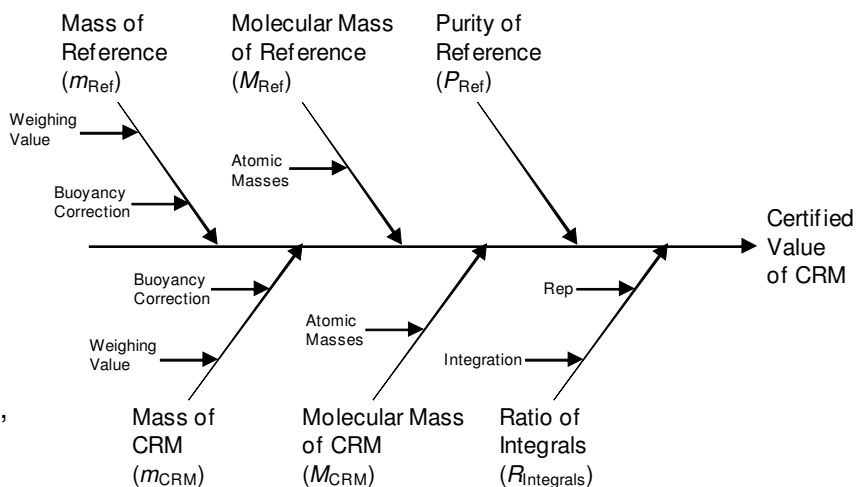 Mass of
Reference
(mRef)
Molecular Mass
of Reference
(MRef)
Purity of
Reference
(PRef)
Weighing
Value
Buoyancy
Correction
Atomic
Masses
Certified
Value
of CRM
Buoyancy
Correction
Weighing
Value
Atomic
Masses
Rep
Integration
,
Mass of
CRM
(mCRM)
Molecular Mass
of CRM
(MCRM)
Ratio of
Integrals
(RIntegrals)